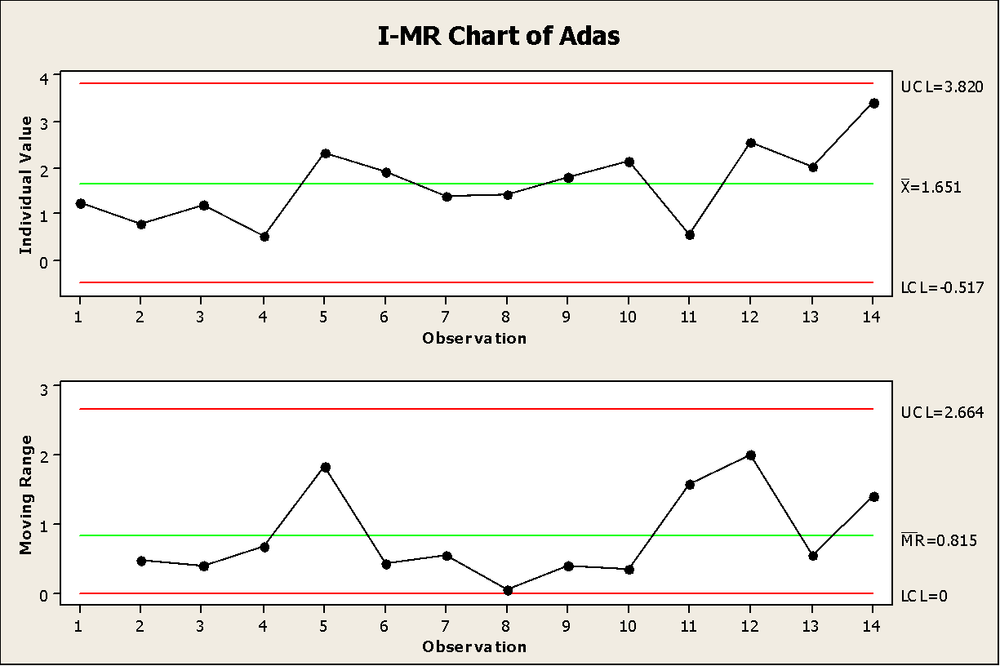 I-MR Chart of Adas
Individual Value
4
3
2
1
0
UCL=3.820
X̅=1.651
LCL=-0.517
1 2 3 4 5 6 7 8 9 10 11 12 13 14
Observation
Moving Range
3
2
1
0
UCL=2.664
M̅R̅=0.815
LCL=0
1 2 3 4 5 6 7 8 9 10 11 12 13 14
Observation